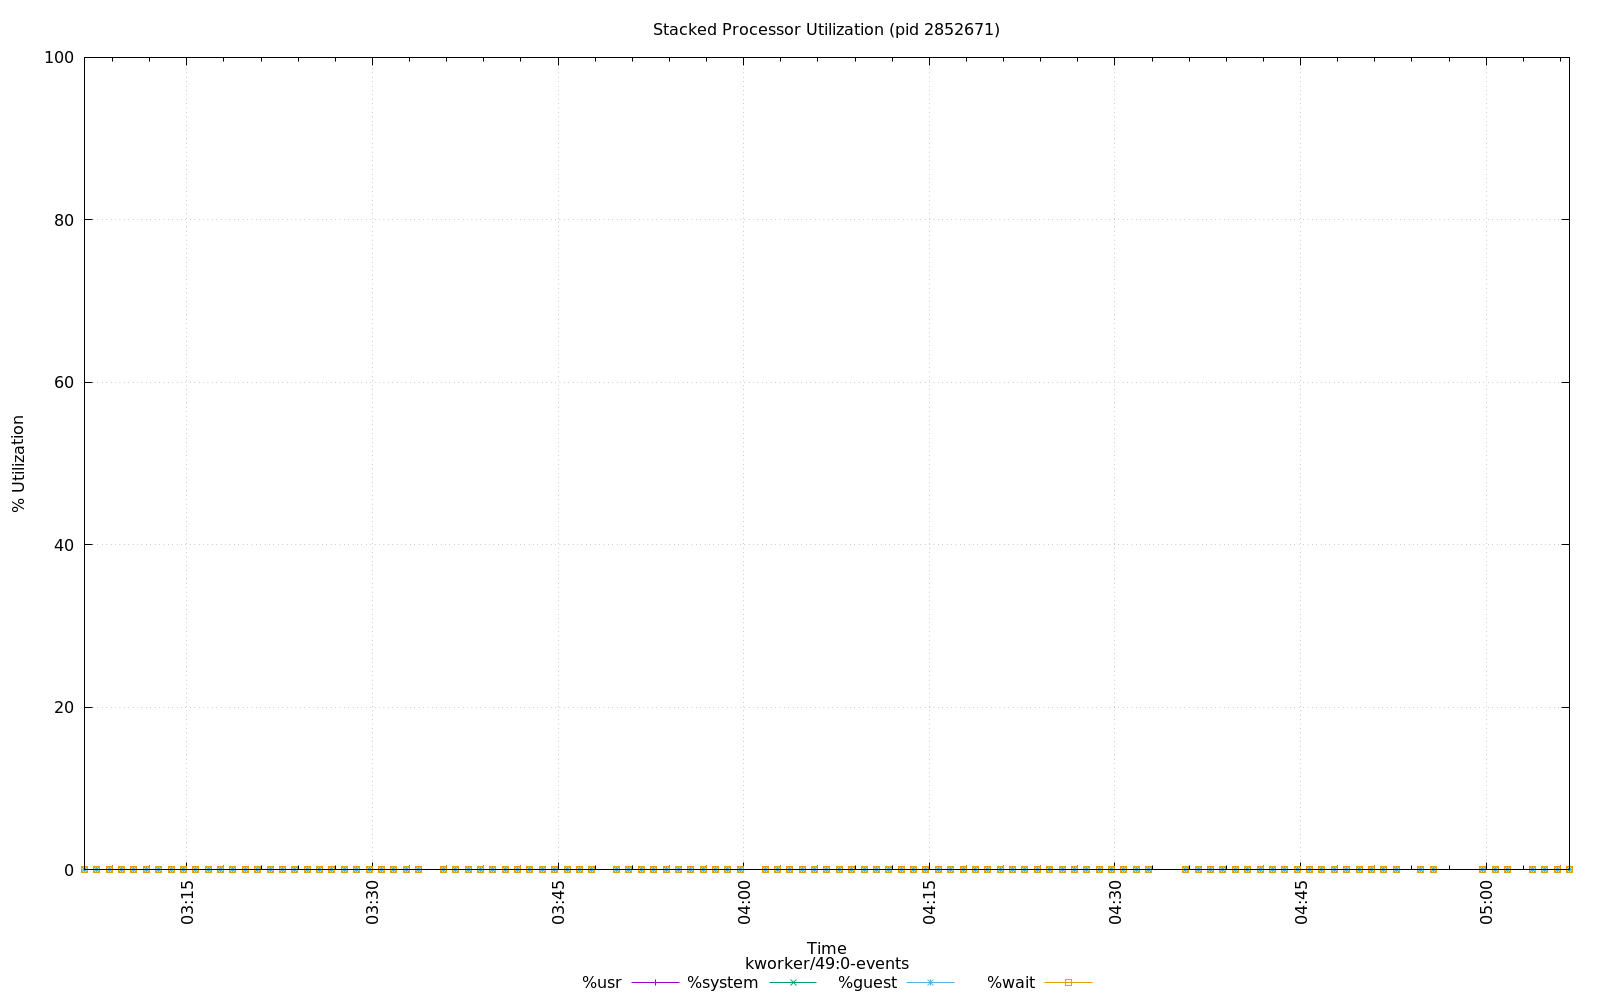 Stacked Processor Utilization (pid 2852671)
100
80
60
40
20
0
% Utilization
03:15
03:30
03:45
04:00
04:15
04:30
04:45
05:00
Time
kworker/49:0-events
%usr %system %guest %wait